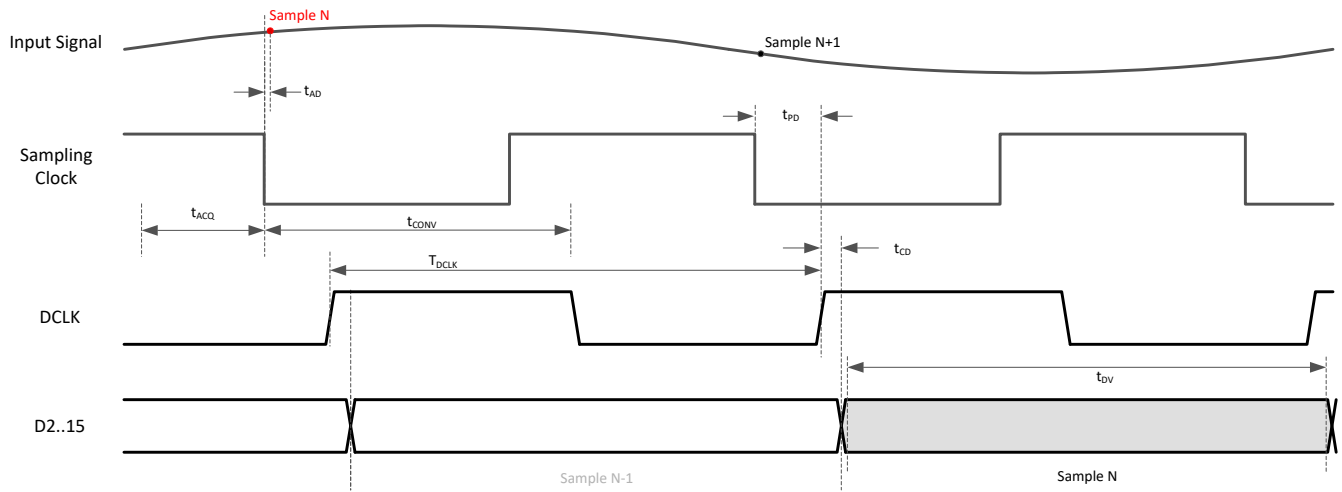 Sample N
Input Signal
Sample N+1
tAD
tPD
Sampling
Clock
tACQ
tCONV
tCD
TDCLK
DCLK
tDV
D2..15
Sample N-1
Sample N